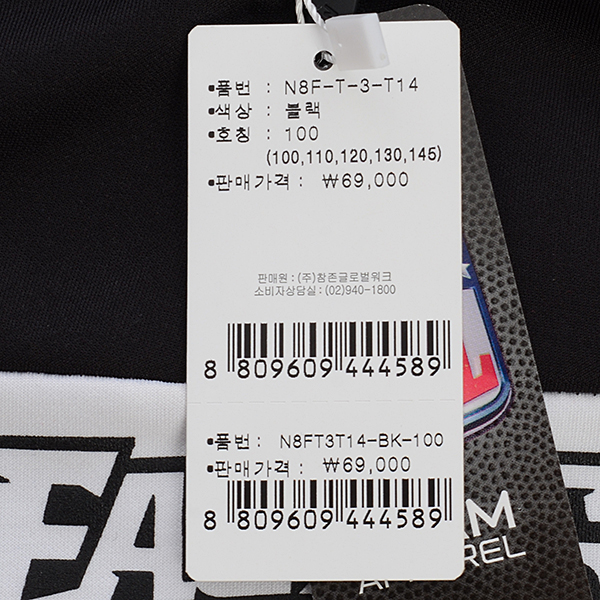 •품번 : N8F-T-3-T14
•색상 : 블랙
•호칭 : 100
(100,110,120,130,145)
•판매가격 : ₩69,000
판매원 : (주)창존글로벌워크
소비자상담실 : (02)940-1800
8 809609 444589
•품번 : N8FT3T14-BK-100
•판매가격 : ₩69,000
8 809609 444589